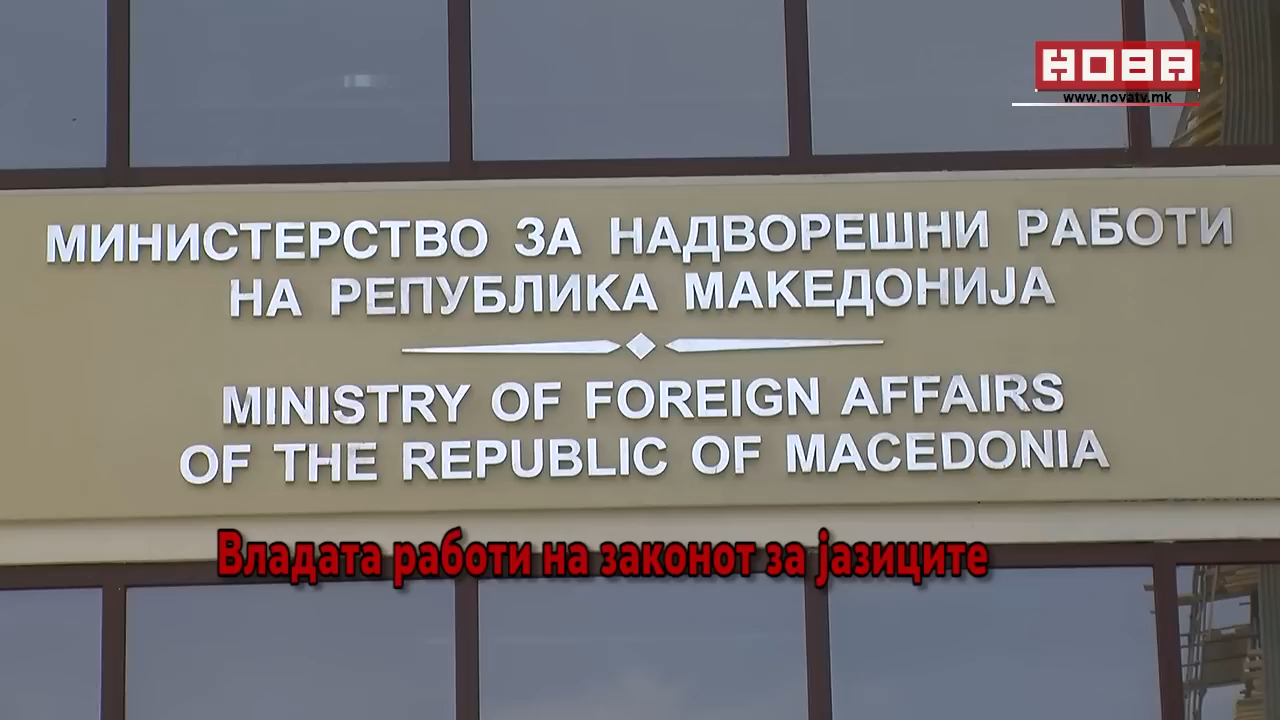 НОВА
www.novatv.mk
МИНИСТЕРСТВО ЗА НАДВОРЕШНИ РАБОТИ
НА РЕПУБЛИКА МАКЕДОНИЈА
MINISTRY OF FOREIGN AFFAIRS
OF THE REPUBLIC OF MACEDONIA
Владата работи на законот за јазиците